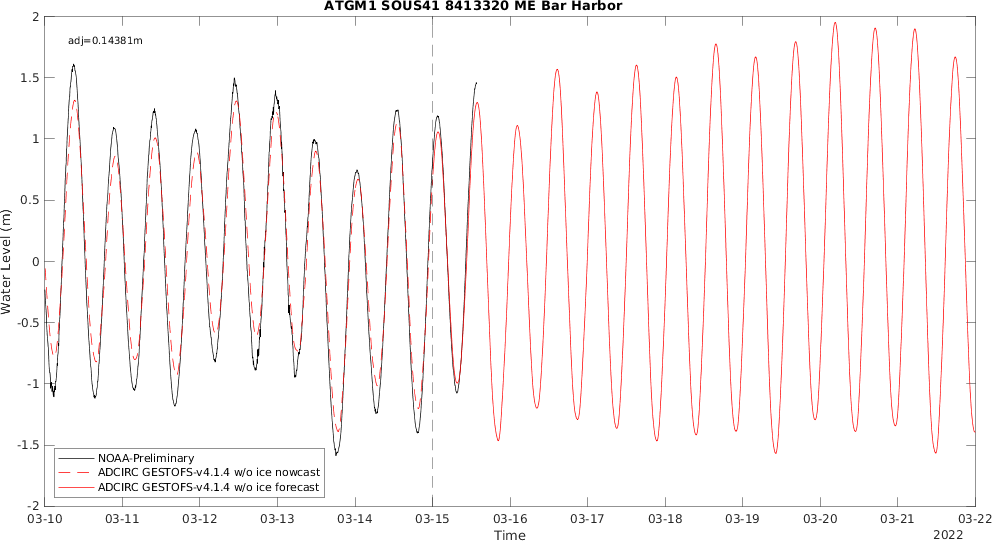 ATGM1 SOUS41 8413320 ME Bar Harbor
adj=0.14381m
2
1.5
1
0.5
0
-0.5
-1
-1.5
-2
Water Level (m)
NOAA-Preliminary
ADCIRC GESTOFS-v4.1.4 w/o ice nowcast
ADCIRC GESTOFS-v4.1.4 w/o ice forecast
03-10 03-11 03-12 03-13 03-14 03-15 03-16 03-17 03-18 03-19 03-20 03-21 03-22
Time
2022